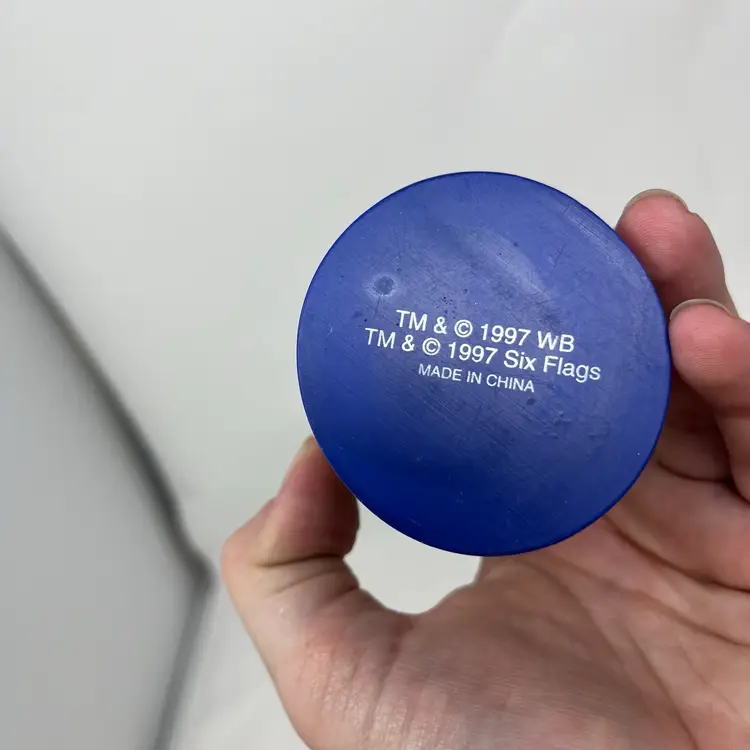 TM & © 1997 WB
TM & © 1997 Six Flags
MADE IN CHINA